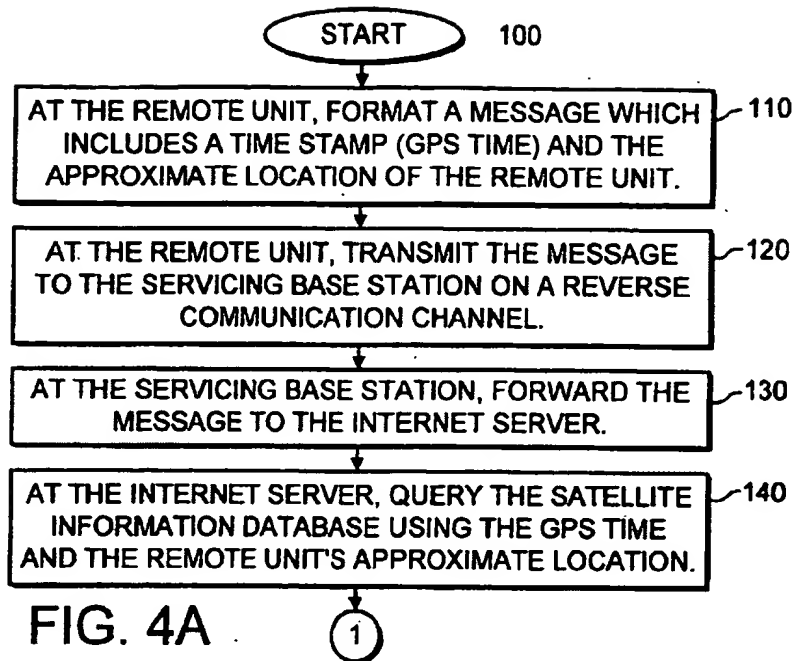 START 100
AT THE REMOTE UNIT, FORMAT A MESSAGE WHICH 110
INCLUDES A TIME STAMP (GPS TIME) AND THE
APPROXIMATE LOCATION OF THE REMOTE UNIT.
AT THE REMOTE UNIT, TRANSMIT THE MESSAGE 120
TO THE SERVICING BASE STATION ON A REVERSE
COMMUNICATION CHANNEL.
AT THE SERVICING BASE STATION, FORWARD THE 130
MESSAGE TO THE INTERNET SERVER.
AT THE INTERNET SERVER, QUERY THE SATELLITE 140
INFORMATION DATABASE USING THE GPS TIME
AND THE REMOTE UNIT'S APPROXIMATE LOCATION.
FIG. 4A 1